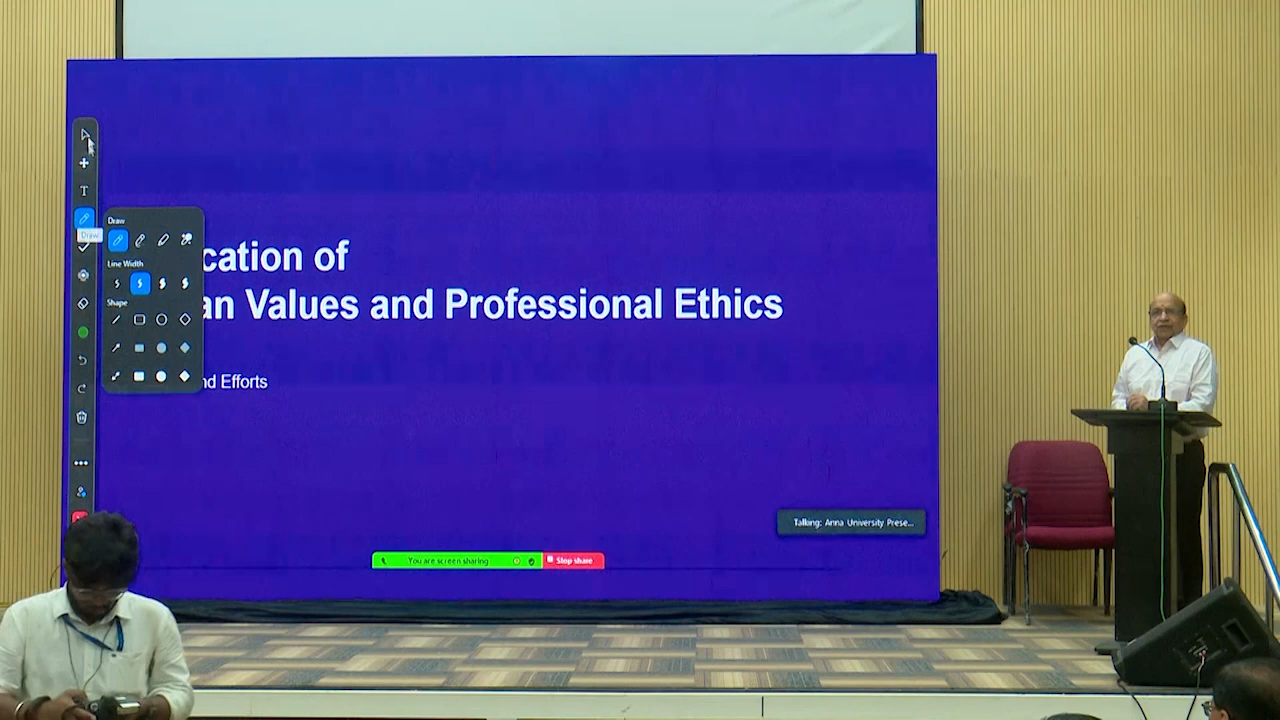 Draw
Draw
Line Width
Shape
cation of
an Values and Professional Ethics
nd Efforts
T
Talking: Anna University Prese...
You are screen sharing
Stop share